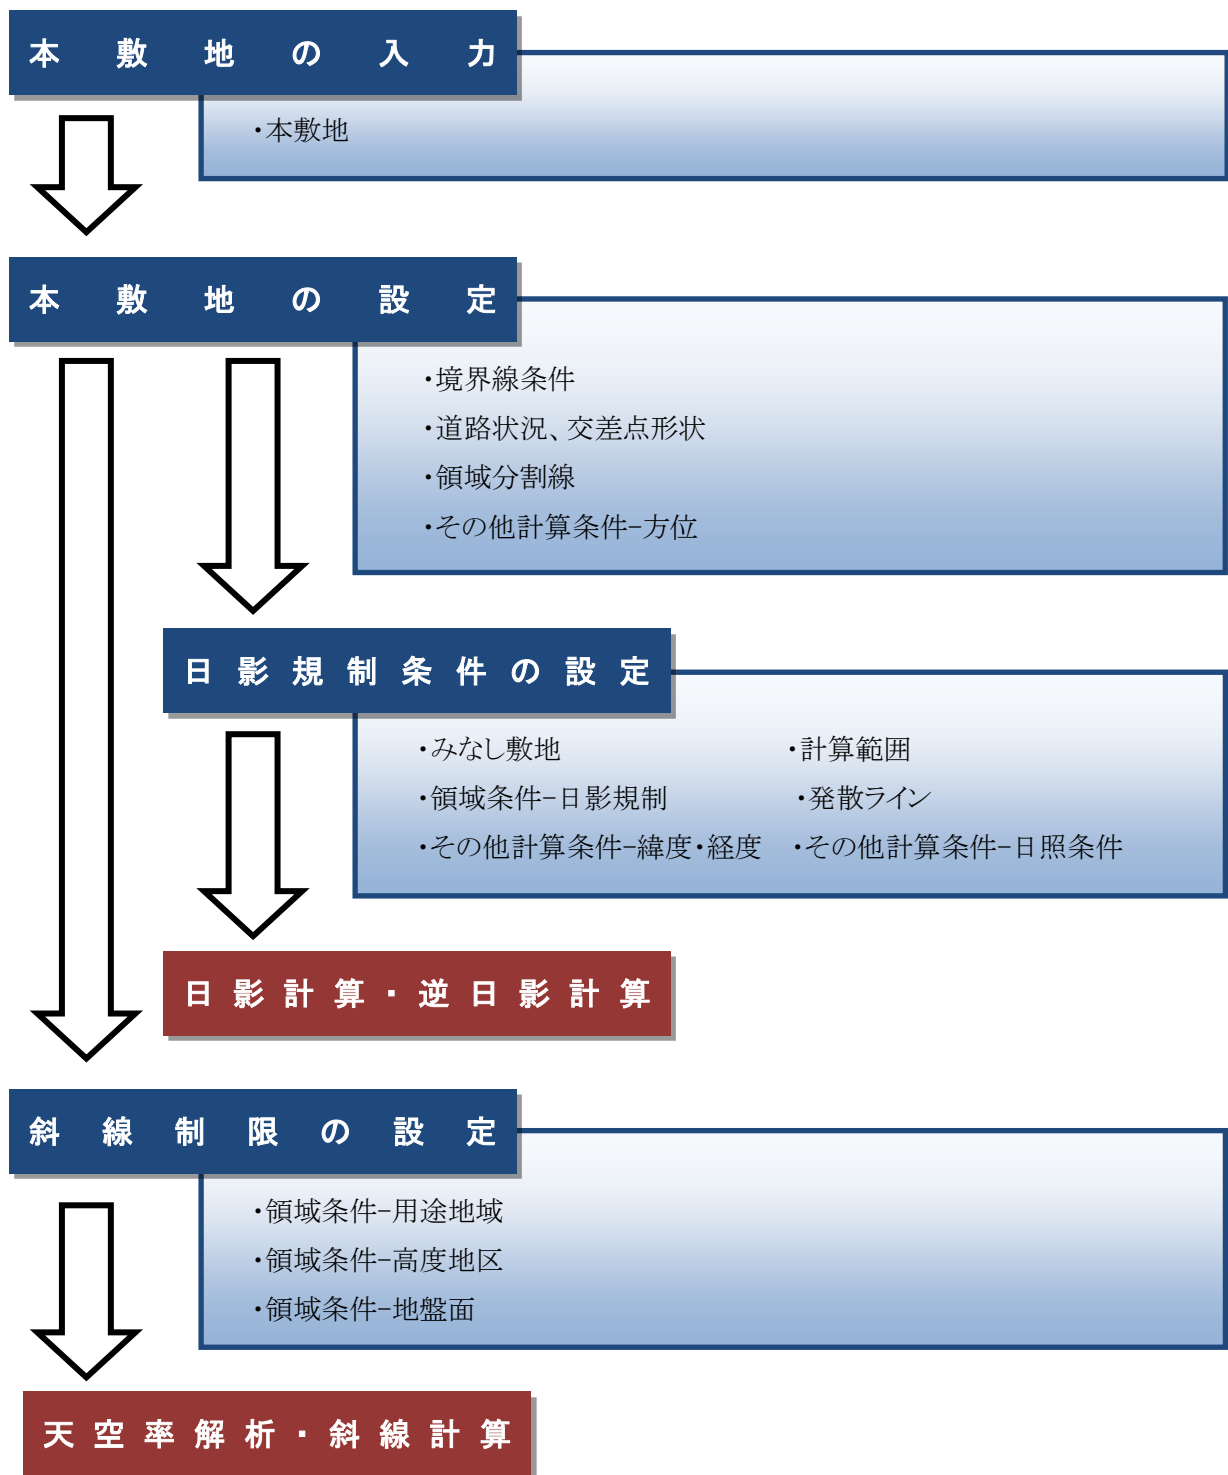 本敷地の入力
・本敷地
本敷地の設定
・境界線条件
・道路状況、交差点形状
・領域分割線
・その他計算条−方位
日影規制条件の設定
・みなし敷地 ・計算範囲
・領域条件−日影規制 ・発散ライン
・その他計算条件−緯度・経度 ・その他計算条件−日照条件
日影計算・逆日影計算
斜線制限の設定
・領域条件−用途地域
・領域条件−高度地区
・領域条件−地盤面
天空率解析・斜線計算